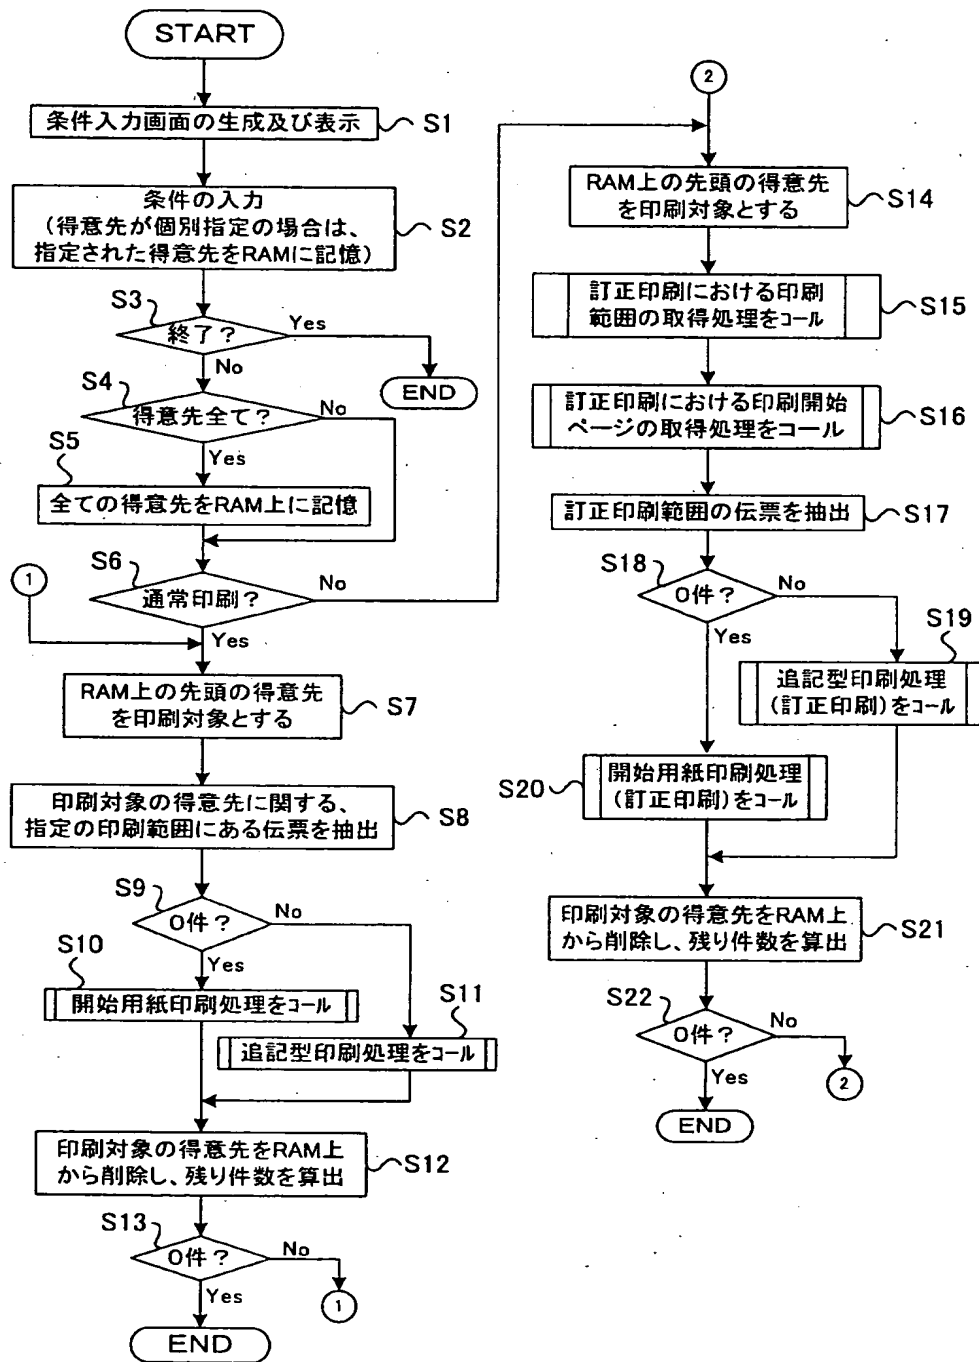 START
条件入力画面の生成及び表示
S1
条件の入力
(得意先が個別指定の場合は、
指定された得意先をRAMに記憶)
S2
S3
終了?
Yes
No
END
S4
得意先全て?
No
Yes
S5
全ての得意先をRAM上に記憶
S6
通常印刷?
No
Yes
1
RAM上の先頭の得意先
を印刷対象とする
S7
印刷対象の得意先に関する、
指定の印刷範囲にある伝票を抽出
S8
S9
0件?
No
Yes
S10
開始用紙印刷処理をコール
S11
追記型印刷処理をコール
印刷対象の得意先をRAM上
から削除し、残り件数を算出
S12
S13
0件?
No
Yes
1
END
2
RAM上の先頭の得意先
を印刷対象とする
S14
訂正印刷における印刷
範囲の取得処理をコール
S15
訂正印刷における印刷開始
ページの取得処理をコール
S16
訂正印刷範囲の伝票を抽出
S17
S18
0件?
No
Yes
S19
追記型印刷処理
(訂正印刷)をコール
S20
開始用紙印刷処理
(訂正印刷)をコール
印刷対象の得意先をRAM上
から削除し、残り件数を算出
S21
S22
0件?
No
Yes
2
END